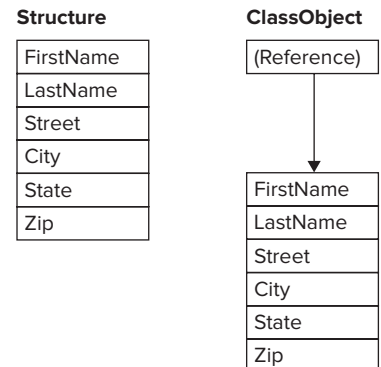 Structure
FirstName
LastName
Street
City
State
Zip
ClassObject
(Reference)
FirstName
LastName
Street
City
State
Zip